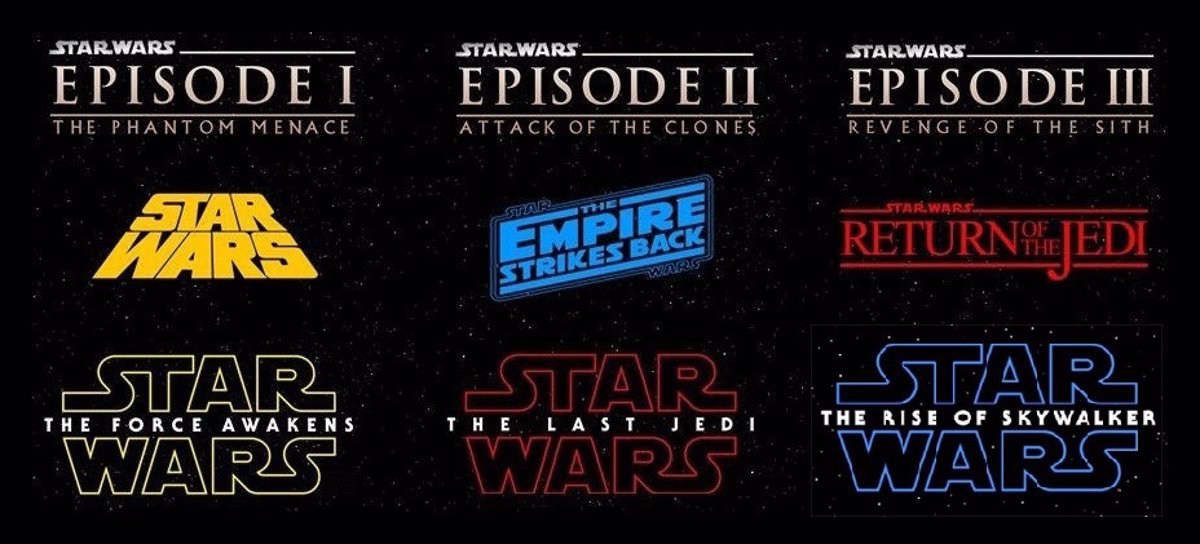 STAR WARS
EPISODE I
THE PHANTOM MENACE
STAR WARS
EPISODE II
ATTACK OF THE CLONES
STAR WARS
EPISODE III
REVENGE OF THE SITH
STAR
WARS
STAR
THE
EMPIRE
STRIKES BACK
WARS
STAR WARS
RETURN OF THE JEDI
STAR
THE FORCE AWAKENS
WARS
STAR
THE LAST JEDI
WARS
STAR
THE RISE OF SKYWALKER
WARS